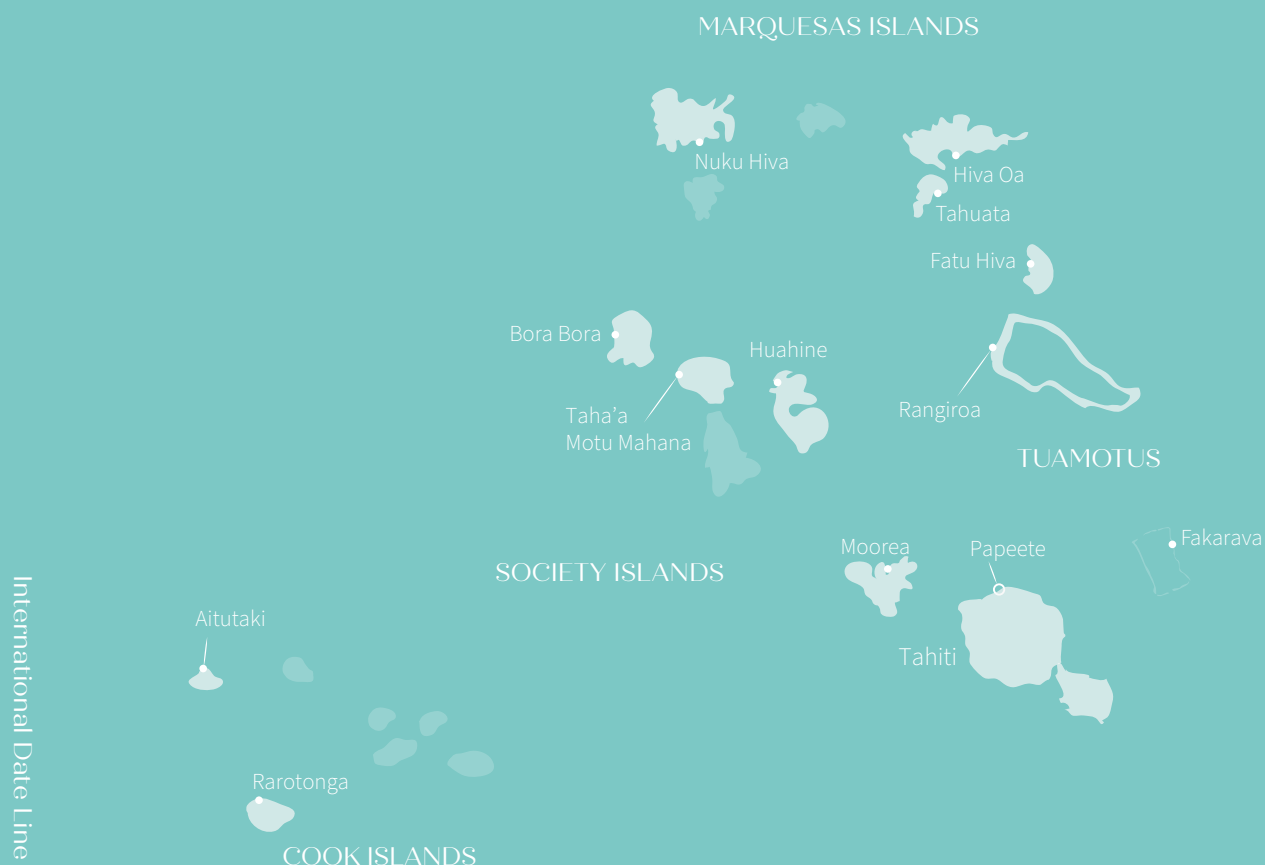 MARQUESAS ISLANDS
Nuku Hiva
Hiva Oa
Tahuata
Fatu Hiva
Bora Bora
Huahine
Taha’a
Motu Mahana
Rangiroa
TUAMOTUS
Fakarava
Moorea
Papeete
SOCIETY ISLANDS
Tahiti
Aitutaki
Rarotonga
COOK ISLANDS
International Date Line